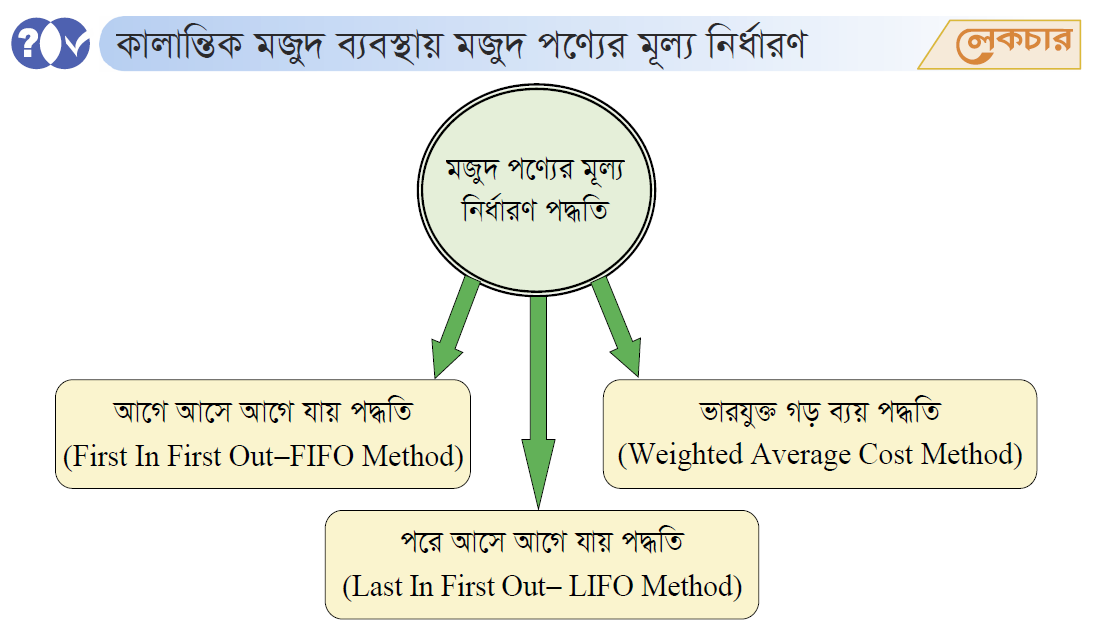 কালান্তিক মজুদ ব্যবস্থায় মজুদ পণ্যের মূল্য নির্ধারণ
লেকচার
মজুদ পণ্যের মূল্য
নির্ধারণ পদ্ধতি
আগে আসে আগে যায় পদ্ধতি
(First In First Out–FIFO Method)
ভারযুক্ত গড় ব্যয় পদ্ধতি
(Weighted Average Cost Method)
পরে আসে আগে যায় পদ্ধতি
(Last In First Out– LIFO Method)